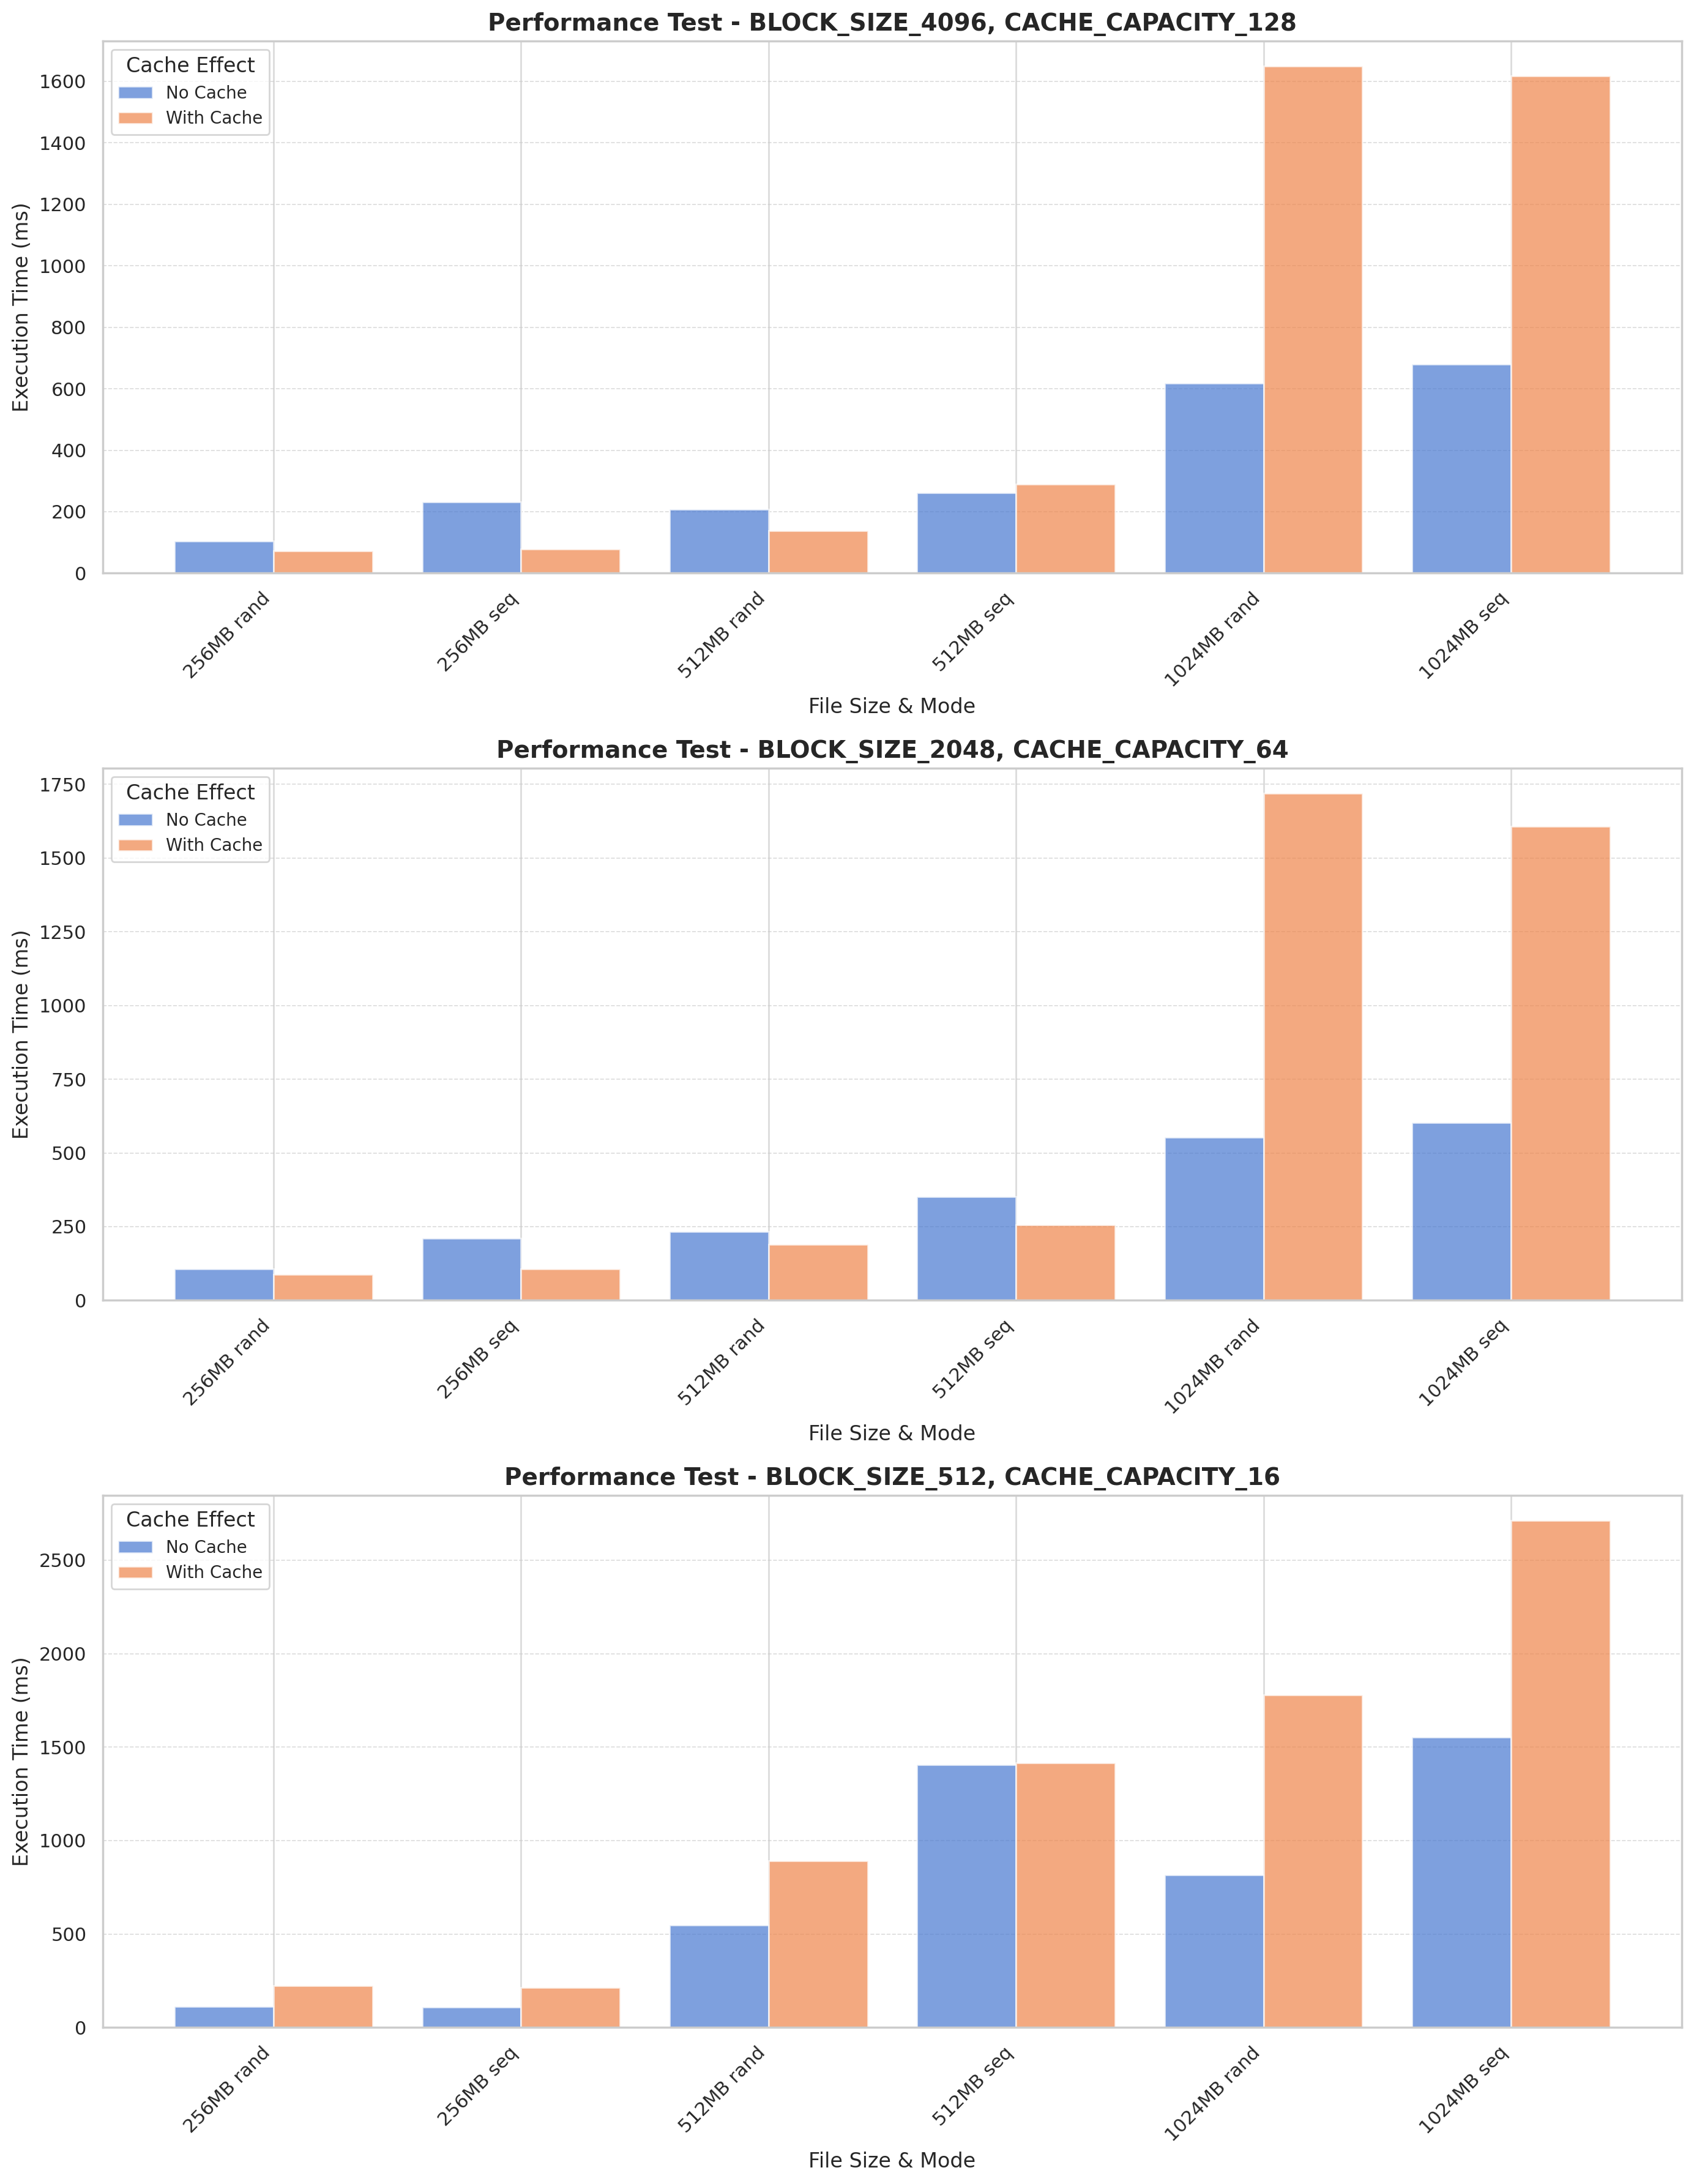 Performance Test - BLOCK_SIZE_4096, CACHE_CAPACITY_128
Cache Effect
No Cache
With Cache
Execution Time (ms)
1600
1400
1200
1000
800
600
400
200
0
256MB rand
256MB seq
512MB rand
512MB seq
1024MB rand
1024MB seq
File Size & Mode
Performance Test - BLOCK_SIZE_2048, CACHE_CAPACITY_64
Cache Effect
No Cache
With Cache
Execution Time (ms)
1750
1500
1250
1000
750
500
250
0
256MB rand
256MB seq
512MB rand
512MB seq
1024MB rand
1024MB seq
File Size & Mode
Performance Test - BLOCK_SIZE_512, CACHE_CAPACITY_16
Cache Effect
No Cache
With Cache
Execution Time (ms)
2500
2000
1500
1000
500
0
256MB rand
256MB seq
512MB rand
512MB seq
1024MB rand
1024MB seq
File Size & Mode